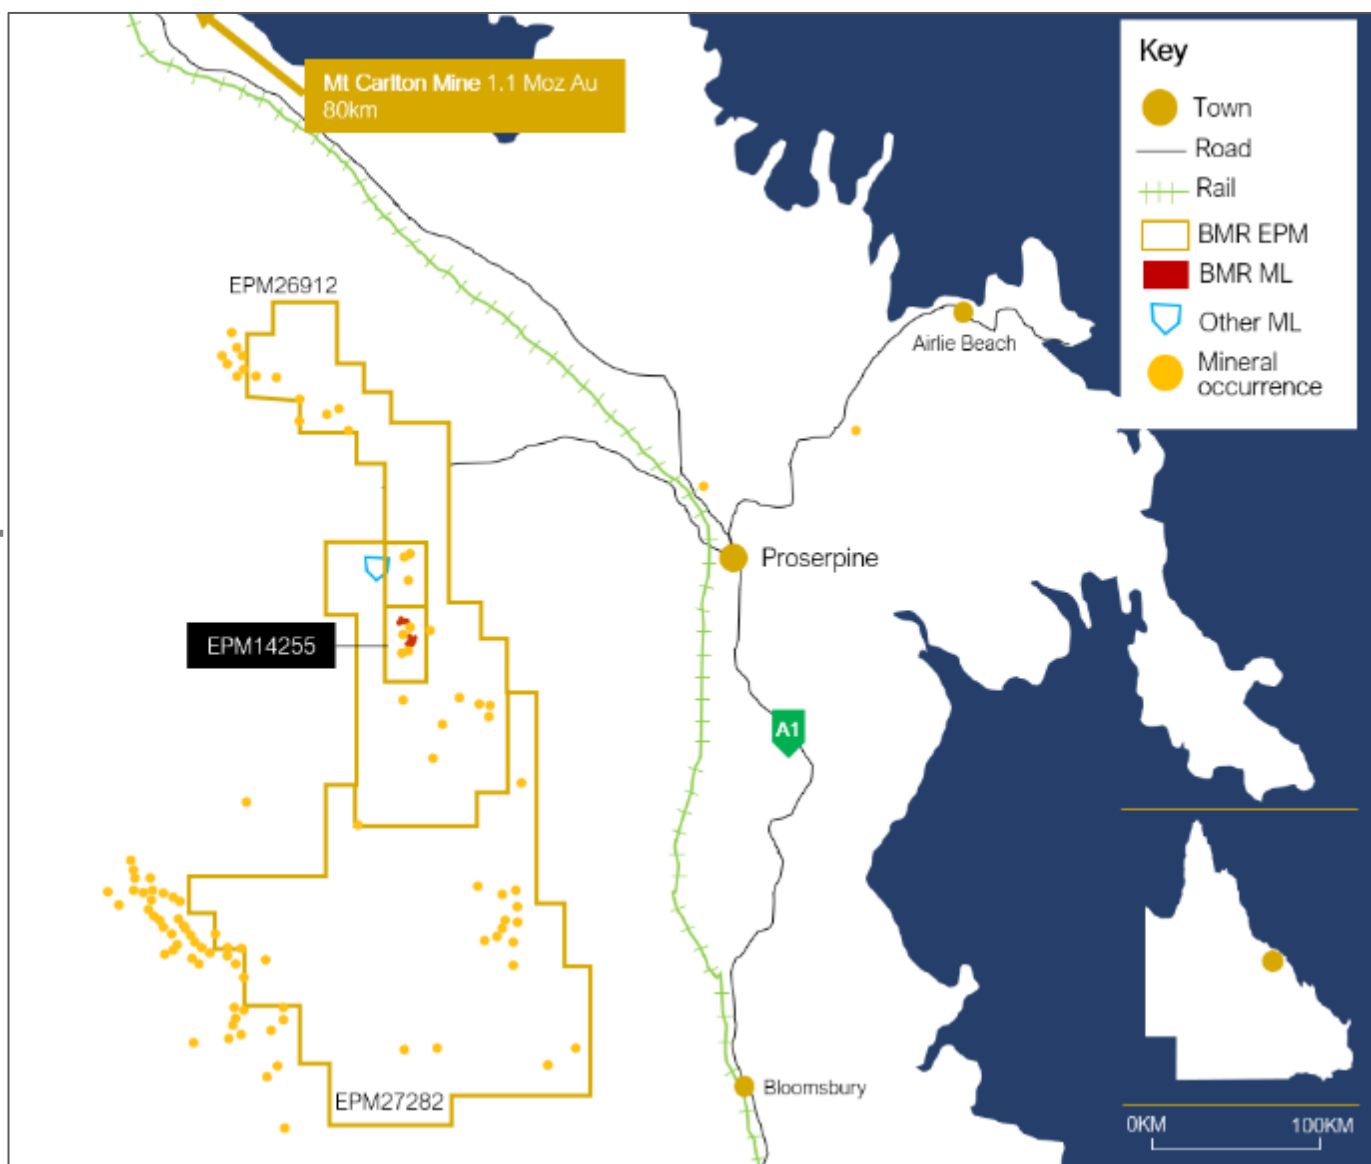 Mt Carlton Mine 1.1 Moz Au
80km
Key
Town
Road
Rail
BMR EPM
BMR ML
Other ML
Mineral
occurrence
EPM26912
Airlie Beach
Proserpine
EPM14255
A1
Bloomsbury
EPM27282
0KM
100KM